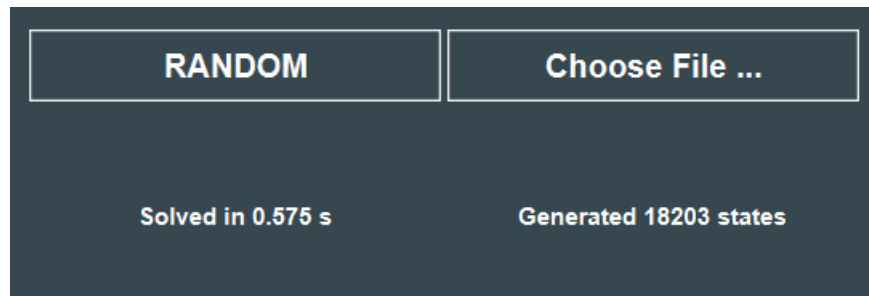 RANDOM
Choose File ...
Solved in 0.575 s
Generated 18203 states